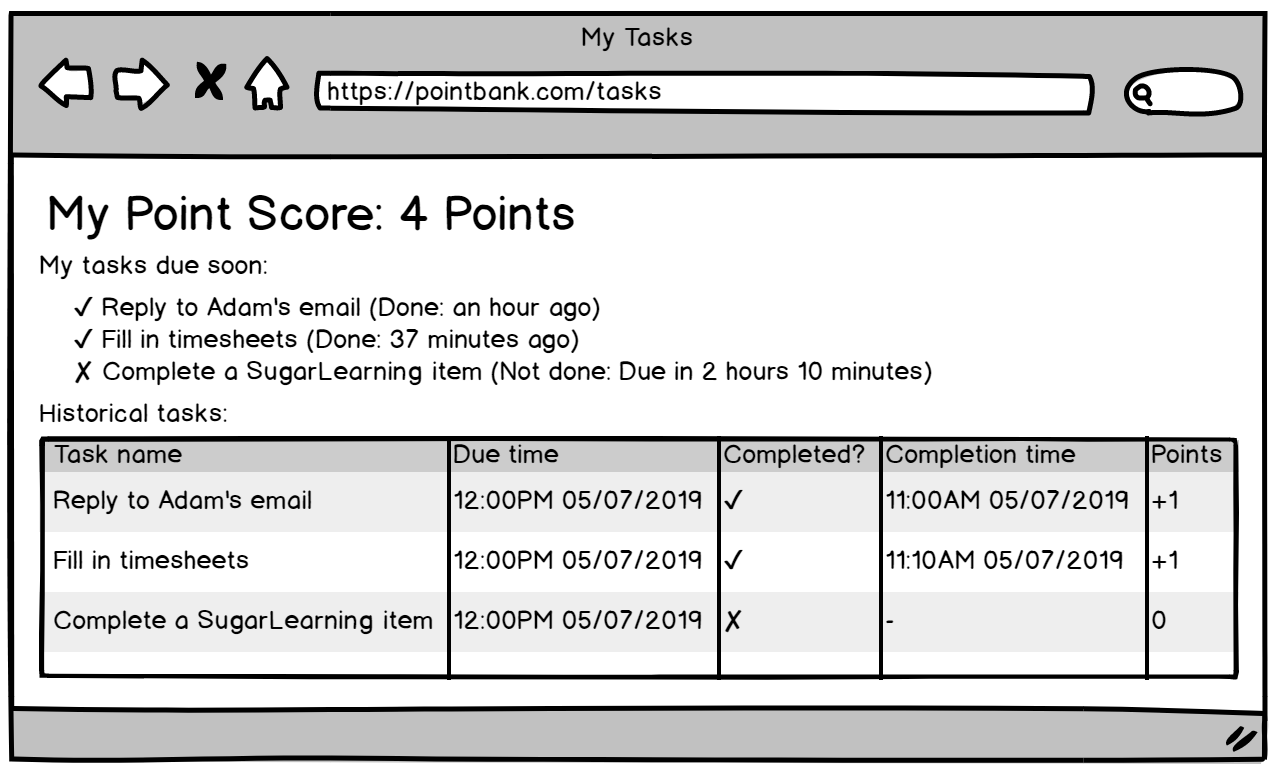 My Tasks
https://pointbank.com/tasks
My Point Score: 4 Points
My tasks due soon:
✓ Reply to Adam's email (Done: an hour ago)
✓ Fill in timesheets (Done: 37 minutes ago)
✗ Complete a SugarLearning item (Not done: Due in 2 hours 10 minutes)
Historical tasks:
Task name Due time Completed? Completion time Points
Reply to Adam's email 12:00PM 05/07/2019 ✓ 11:00AM 05/07/2019 +1
Fill in timesheets 12:00PM 05/07/2019 ✓ 11:10AM 05/07/2019 +1
Complete a SugarLearning item 12:00PM 05/07/2019 ✗ - 0